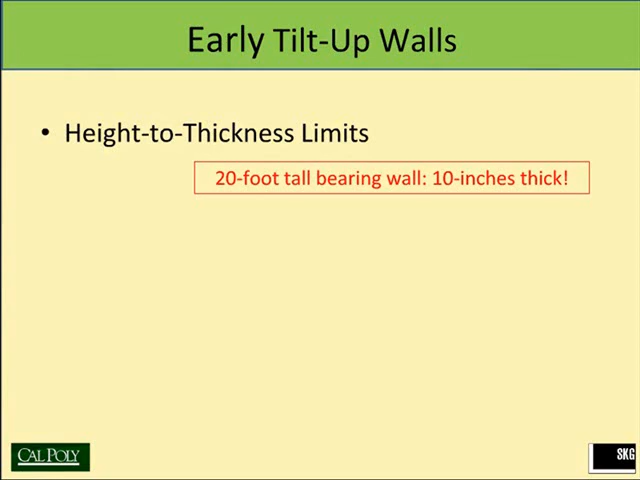 Early Tilt-Up Walls
• Height-to-Thickness Limits
20-foot tall bearing wall: 10-inches thick!
CAL POLY
SKG